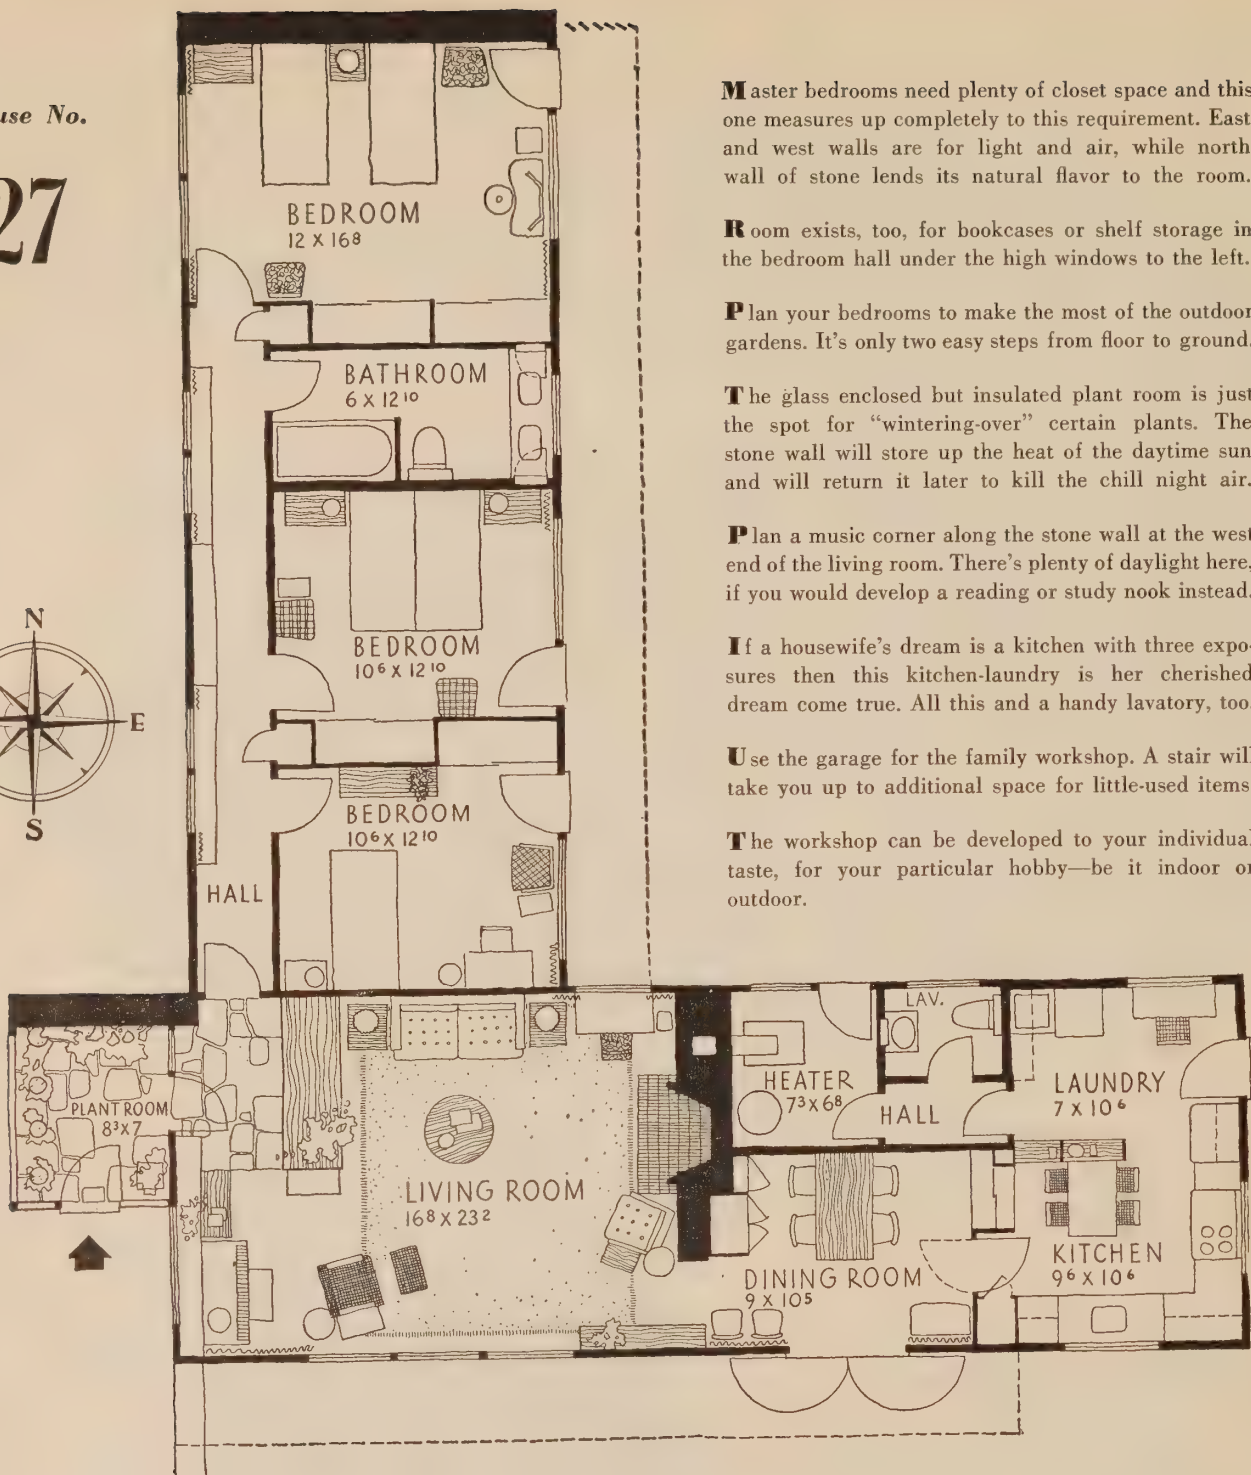 use No.
27
Master bedrooms need plenty of closet space and this
one measures up completely to this requirement. East
and west walls are for light and air, while north
wall of stone lends its natural flavor to the room.
Room exists, too, for bookcases or shelf storage in
the bedroom hall under the high windows to the left.
Plan your bedrooms to make the most of the outdoor
gardens. It's only two easy steps from floor to ground.
The glass enclosed but insulated plant room is just
the spot for “wintering-over” certain plants. The
stone wall will store up the heat of the daytime sun
and will return it later to kill the chill night air.
Plan a music corner along the stone wall at the west
end of the living room. There's plenty of daylight here,
if you would develop a reading or study nook instead.
If a housewife's dream is a kitchen with three expo-
sures then this kitchen-laundry is her cherished
dream come true. All this and a handy lavatory, too.
Use the garage for the family workshop. A stair will
take you up to additional space for little-used items
The workshop can be developed to your individual
taste, for your particular hobby—be it indoor or
outdoor.
BEDROOM
12 X 16⁸
BATHROOM
6 X 12¹⁰
BEDROOM
10⁶ X 12¹⁰
N
E
S
BEDROOM
10⁶ X 12¹⁰
HALL
PLANT ROOM
8³ X 7
LIVING ROOM
16⁸ X 23²
HEATER
7³ X 6⁸
LAV.
HALL
LAUNDRY
7 X 10⁶
DINING ROOM
9 X 10⁵
KITCHEN
9⁶ X 10⁶